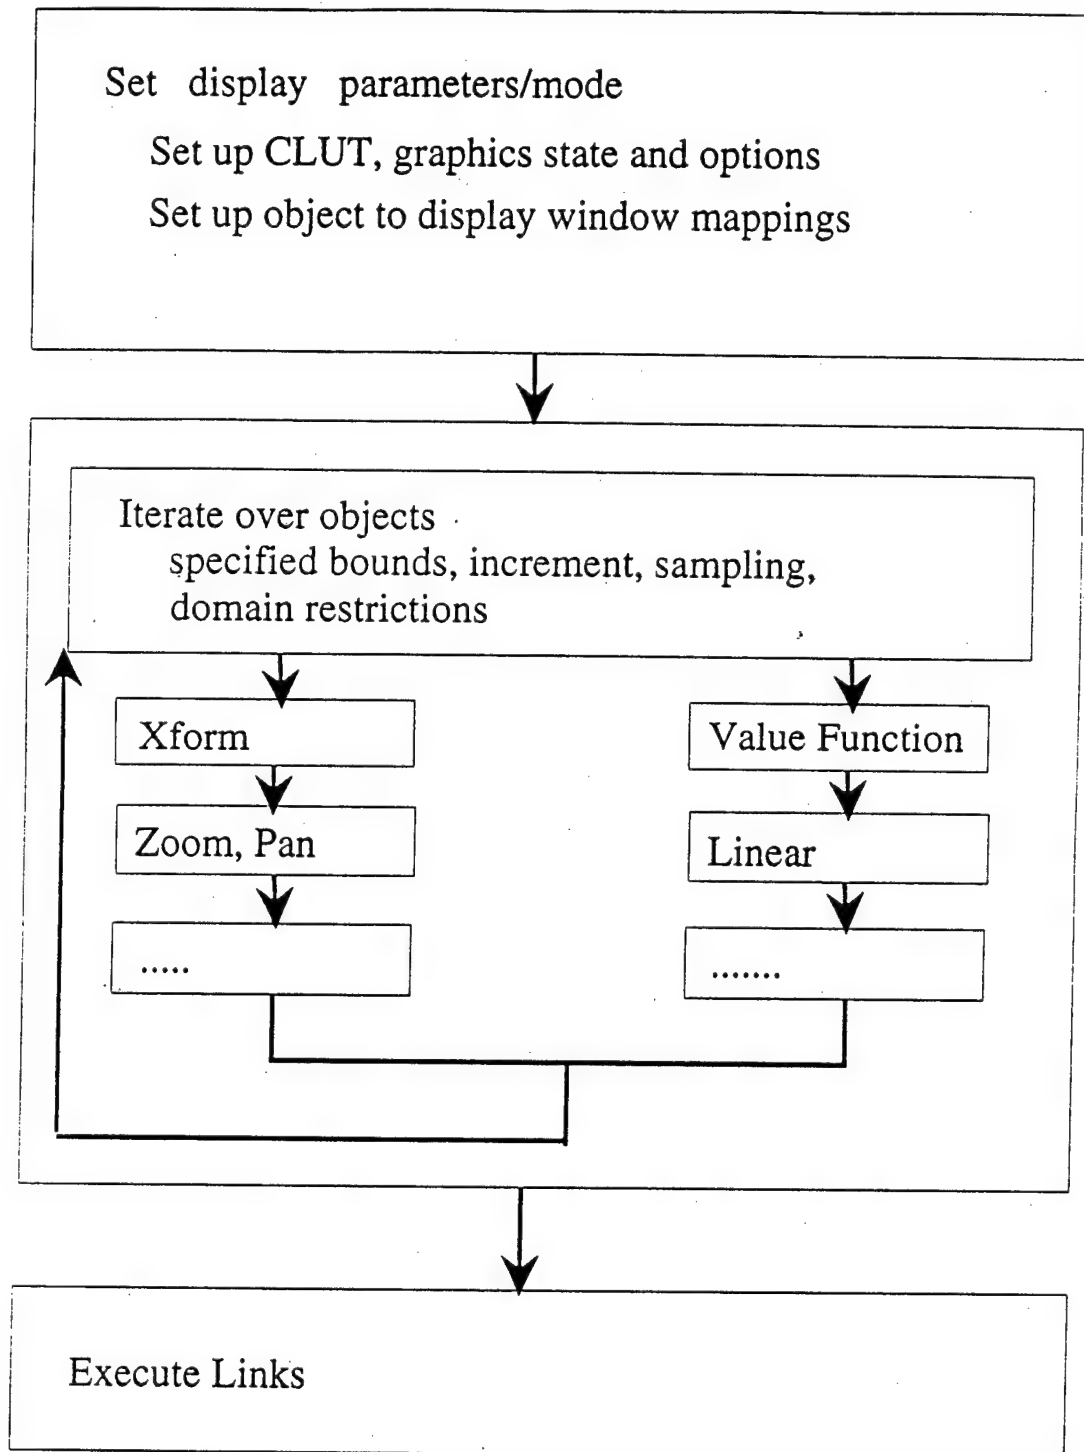 Set display parameters/mode
Set up CLUT, graphics state and options
Set up object to display window mappings
Iterate over objects
specified bounds, increment, sampling,
domain restrictions
Xform
Value Function
Zoom, Pan
Linear
.....
.......
Execute Links